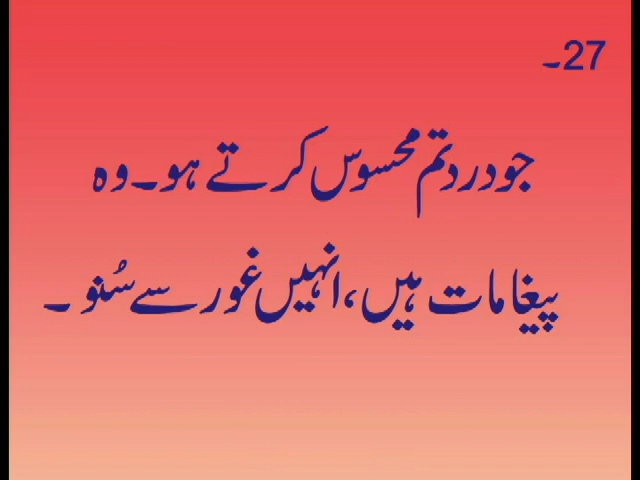 27۔
جو درد تم محسوس کرتے ہو۔ وہ
پیغامات ہیں، انہیں غور سے سُنو۔